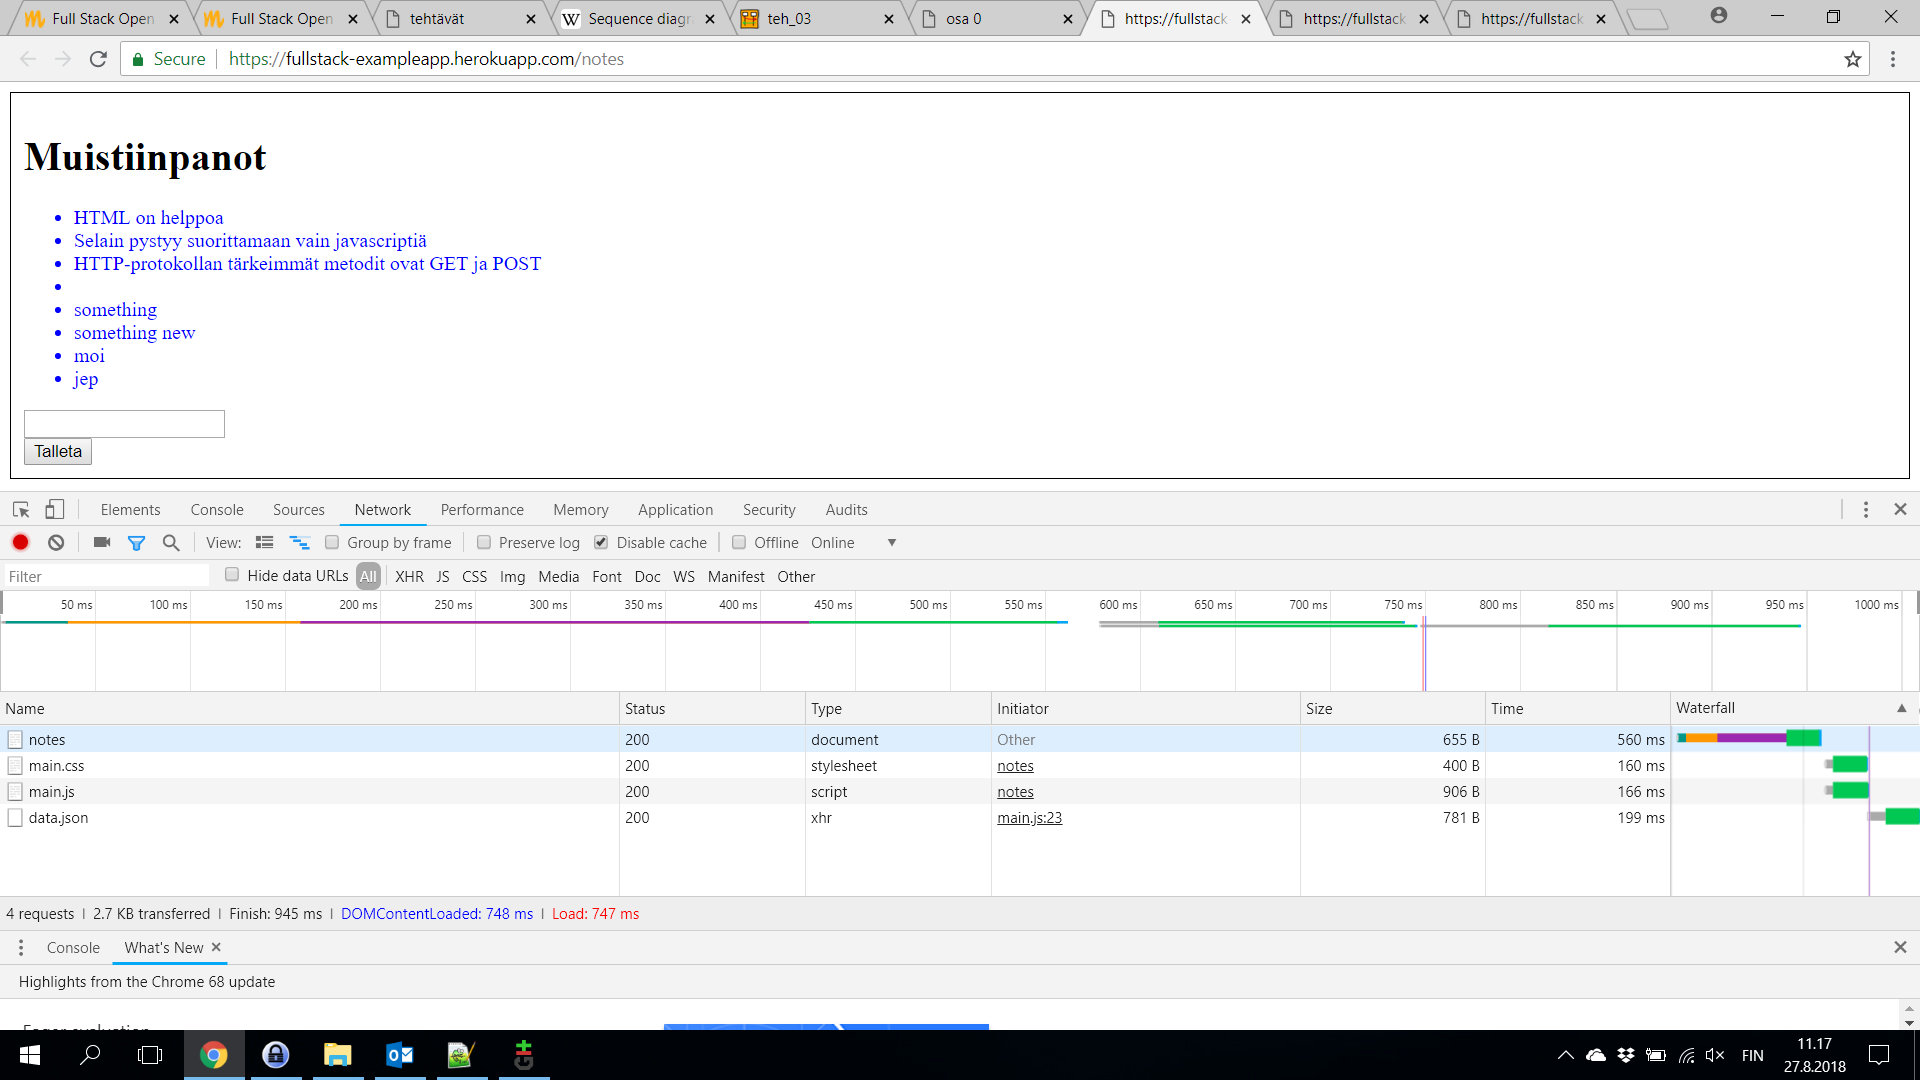 Full Stack Open
Full Stack Open
tehtävät
Sequence diagr
teh_03
osa 0
https://fullstack
https://fullstack
https://fullstack
Secure
https://fullstack-exampleapp.herokuapp.com/notes
Muistiinpanot
HTML on helppoa
Selain pystyy suorittamaan vain javascriptiä
HTTP-protokollan tärkeimmät metodit ovat GET ja POST
something
something new
moi
jep
Talleta
Elements Console Sources Network Performance Memory Application Security Audits
View: Group by frame Preserve log Disable cache Offline Online
Filter Hide data URLs All XHR JS CSS Img Media Font Doc WS Manifest Other
50 ms 100 ms 150 ms 200 ms 250 ms 300 ms 350 ms 400 ms 450 ms 500 ms 550 ms 600 ms 650 ms 700 ms 750 ms 800 ms 850 ms 900 ms 950 ms 1000 ms
Name Status Type Initiator Size Time Waterfall
notes 200 document Other 655 B 560 ms
main.css 200 stylesheet notes 400 B 160 ms
main.js 200 script notes 906 B 166 ms
data.json 200 xhr main.js:23 781 B 199 ms
4 requests | 2.7 KB transferred | Finish: 945 ms | DOMContentLoaded: 748 ms | Load: 747 ms
Console What's New
Highlights from the Chrome 68 update
Eager evaluation
FIN
11.17
27.8.2018